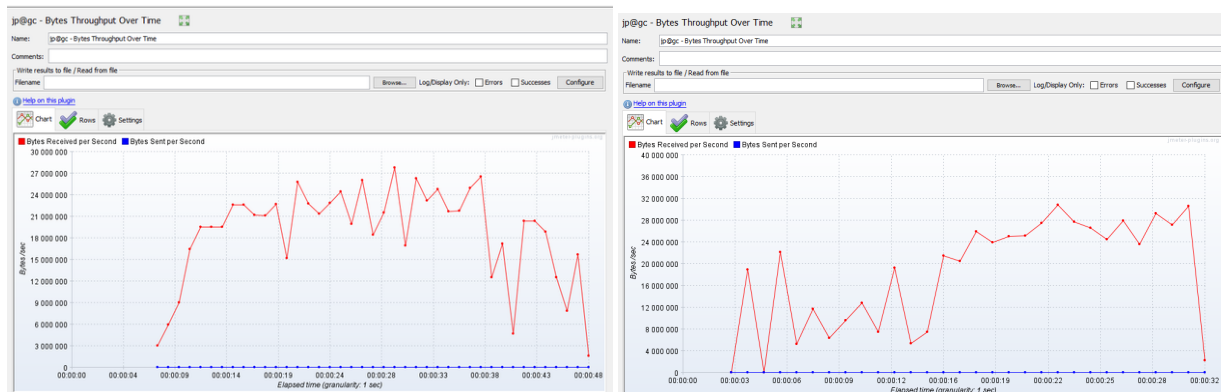 jp@gc - Bytes Throughput Over Time
Name: jp@gc - Bytes Throughput Over Time
Comments:
Write results to file / Read from file
Filename Browse... Log/Display Only: Errors Successes Configure
Help on this plugin
Chart Rows Settings
jmeter-plugins.org
Bytes Received per Second Bytes Sent per Second
30 000 000
27 000 000
24 000 000
21 000 000
18 000 000
15 000 000
12 000 000
9 000 000
6 000 000
3 000 000
0
Bytes /sec
00:00:00 00:00:04 00:00:09 00:00:14 00:00:19 00:00:24 00:00:28 00:00:33 00:00:38 00:00:43 00:00:48
Elapsed time (granularity: 1 sec)
jp@gc - Bytes Throughput Over Time
Name: jp@gc - Bytes Throughput Over Time
Comments:
Write results to file / Read from file
Filename Browse... Log/Display Only: Errors Successes Configure
Help on this plugin
Chart Rows Settings
jmeter-plugins.org
Bytes Received per Second Bytes Sent per Second
40 000 000
36 000 000
32 000 000
28 000 000
24 000 000
20 000 000
16 000 000
12 000 000
8 000 000
4 000 000
0
Bytes /sec
00:00:00 00:00:03 00:00:06 00:00:09 00:00:12 00:00:16 00:00:19 00:00:22 00:00:25 00:00:28
Elapsed time (granularity: 1 sec)